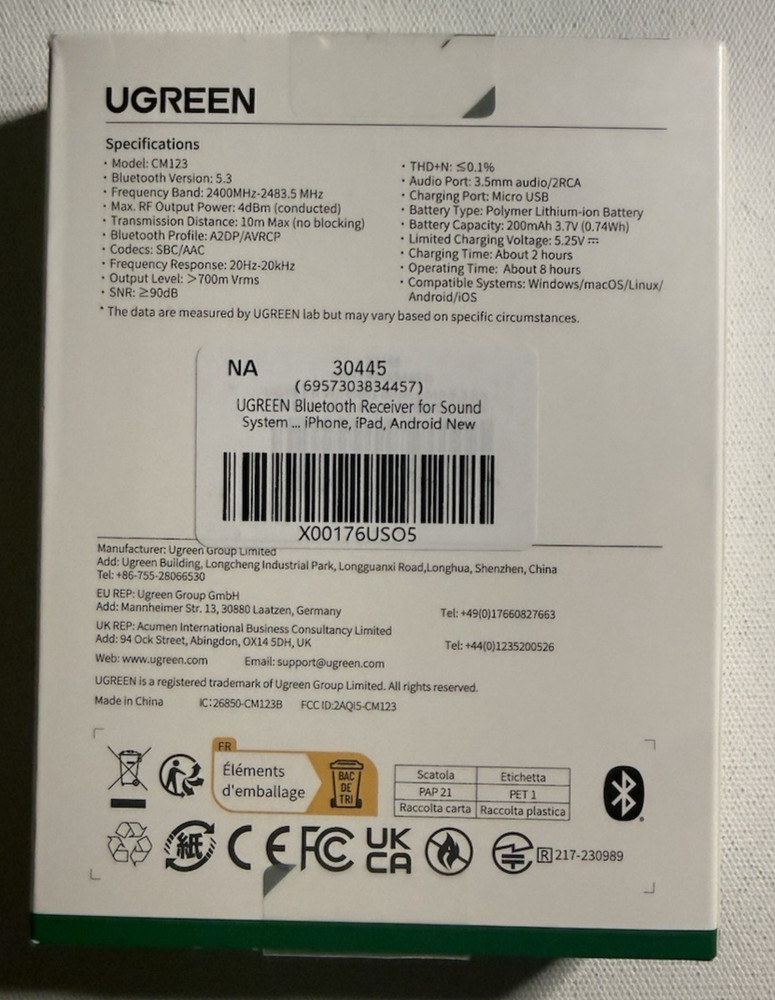 UGREEN
Specifications
· Model: CM123
· Bluetooth Version: 5.3
· Frequency Band: 2400MHz-2483.5 MHz
· Max. RF Output Power: 4dBm (conducted)
· Transmission Distance: 10m Max (no blocking)
· Bluetooth Profile: A2DP/AVRCP
· Codecs: SBC/AAC
· Frequency Response: 20Hz-20kHz
· Output Level: >700m Vrms
· SNR: ≥90dB
· THD+N: ≤0.1%
· Audio Port: 3.5mm audio/2RCA
· Charging Port: Micro USB
· Battery Type: Polymer Lithium-ion Battery
· Battery Capacity: 200mAh 3.7V (0.74Wh)
· Limited Charging Voltage: 5.25V ⎓
· Charging Time: About 2 hours
· Operating Time: About 8 hours
· Compatible Systems: Windows/macOS/Linux/
Android/iOS
* The data are measured by UGREEN lab but may vary based on specific circumstances.
NA 30445
(6957303834457)
UGREEN Bluetooth Receiver for Sound
System ... iPhone, iPad, Android New
X00176USO5
Manufacturer: Ugreen Group Limited
Add: Ugreen Building, Longcheng Industrial Park, Longguanxi Road,Longhua, Shenzhen, China
Tel: +86-755-28066530
EU REP: Ugreen Group GmbH
Add: Mannheimer Str. 13, 30880 Laatzen, Germany Tel: +49(0)17660827663
UK REP: Acumen International Business Consultancy Limited
Add: 94 Ock Street, Abingdon, OX14 5DH, UK Tel: +44(0)1235200526
Web: www.ugreen.com Email: support@ugreen.com
UGREEN is a registered trademark of Ugreen Group Limited. All rights reserved.
Made in China IC:26850-CM123B FCC ID:2AQI5-CM123
FR
Éléments
d'emballage
BAC
DE
TRI
Scatola Etichetta
PAP 21 PET 1
Raccolta carta Raccolta plastica
紙 CE FC UK
CA
R 217-230989